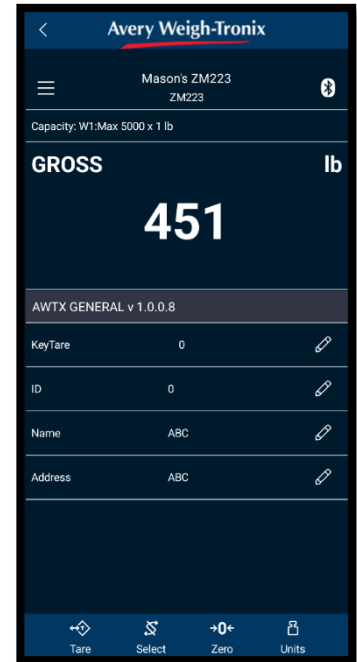 Avery Weigh-Tronix
Mason's ZM223
ZM223
Capacity: W1:Max 5000 x 1 lb
GROSS lb
451
AWTX GENERAL v 1.0.0.8
KeyTare 0
ID 0
Name ABC
Address ABC
→0←
Tare Select Zero Units